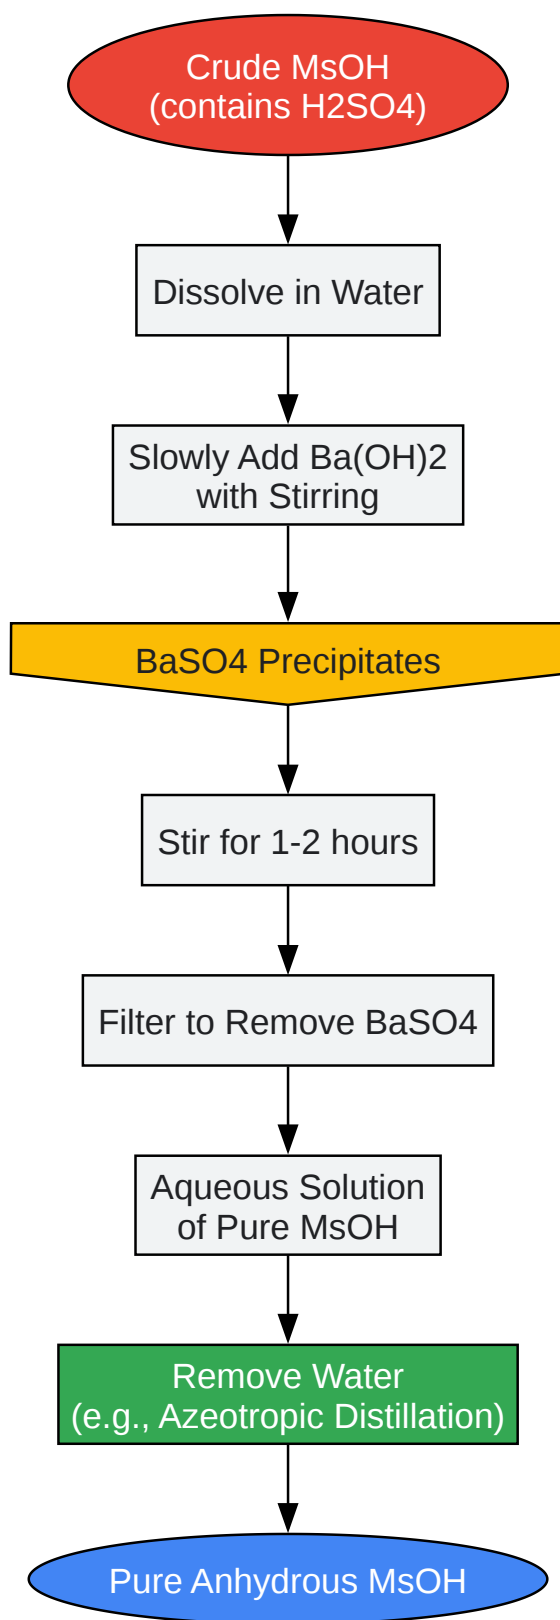 Crude MsOH
(contains H2SO4)
Dissolve in Water
Slowly Add Ba(OH)2
with Stirring
BaSO4 Precipitates
Stir for 1-2 hours
Filter to Remove BaSO4
Aqueous Solution
of Pure MsOH
Remove Water
(e.g., Azeotropic Distillation)
Pure Anhydrous MsOH